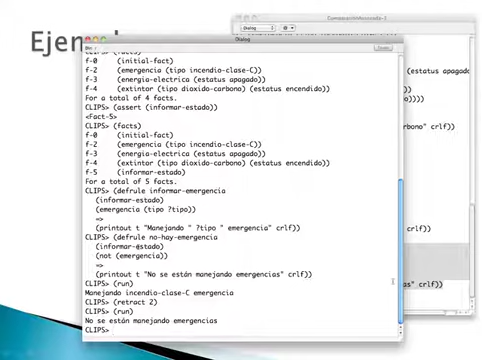 Dialog
(facts)
f-0 (initial-fact)
f-2 (emergencia (tipo incendio-clase-C))
f-3 (energia-electrica (estatus apagado))
f-4 (extintor (tipo dioxido-carbono) (estatus encendido))
For a total of 4 facts.
CLIPS> (assert (informar-estado))
<Fact-5>
CLIPS> (facts)
f-0 (initial-fact)
f-2 (emergencia (tipo incendio-clase-C))
f-3 (energia-electrica (estatus apagado))
f-4 (extintor (tipo dioxido-carbono) (estatus encendido))
f-5 (informar-estado)
For a total of 5 facts.
CLIPS> (defrule informar-emergencia
(informar-estado)
(emergencia (tipo ?tipo))
=>
(printout t "Manejando " ?tipo " emergencia" crlf))
CLIPS> (defrule no-hay-emergencia
(informar-estado)
(not (emergencia))
=>
(printout t "No se están manejando emergencias" crlf))
CLIPS> (run)
Manejando incendio-clase-C emergencia
CLIPS> (retract 2)
CLIPS> (run)
No se están manejando emergencias
CLIPS>
Dialog
(estatus apagado
))))
bono" crlf))
crlf))
as" crlf))